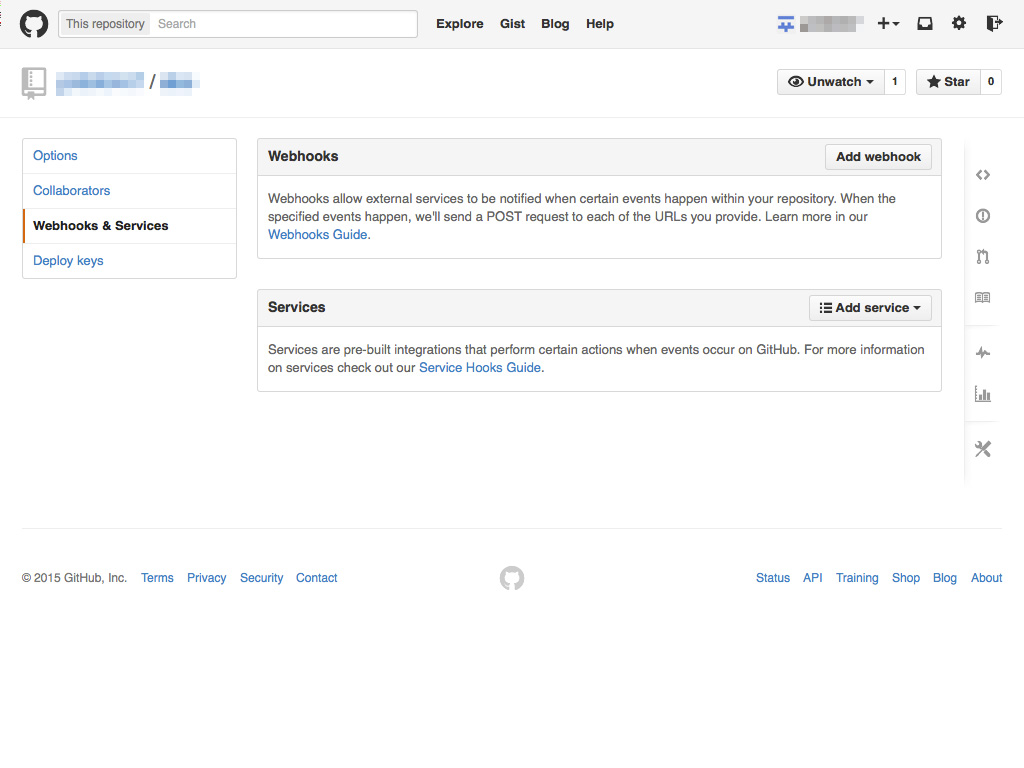 This repository Search Explore Gist Blog Help
/
Unwatch 1 Star 0
Options
Collaborators
Webhooks & Services
Deploy keys
Webhooks
Add webhook
Webhooks allow external services to be notified when certain events happen within your repository. When the
specified events happen, we'll send a POST request to each of the URLs you provide. Learn more in our
Webhooks Guide.
Services
Add service
Services are pre-built integrations that perform certain actions when events occur on GitHub. For more information
on services check out our Service Hooks Guide.
© 2015 GitHub, Inc. Terms Privacy Security Contact
Status API Training Shop Blog About